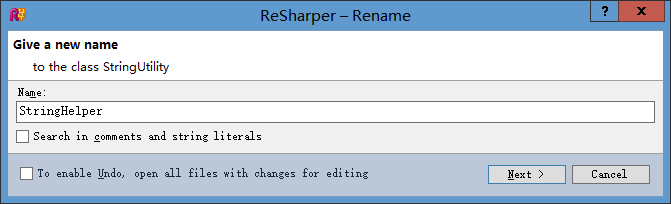 ReSharper – Rename
?
x
Give a new name
to the class StringUtility
Name:
StringHelper
Search in comments and string literals
To enable Undo, open all files with changes for editing
Next >
Cancel